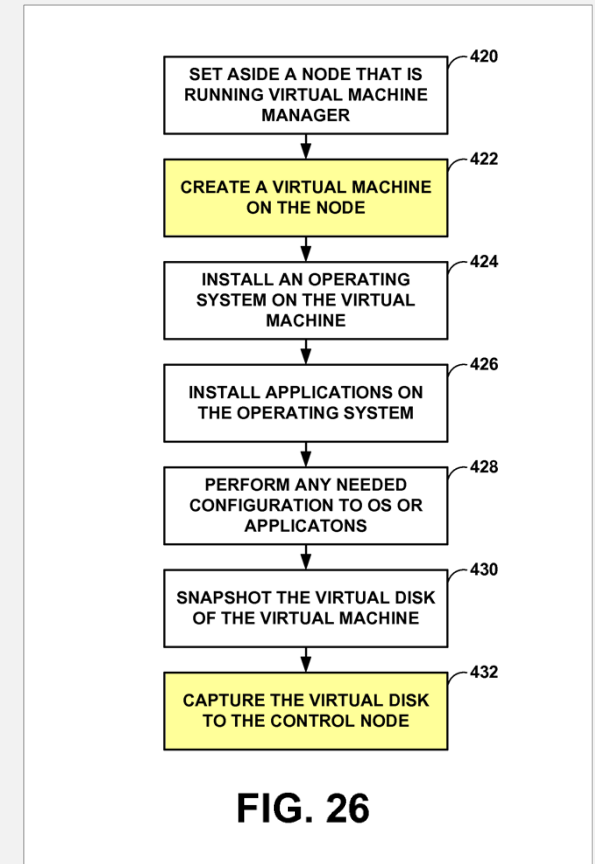 420
SET ASIDE A NODE THAT IS
RUNNING VIRTUAL MACHINE
MANAGER
422
CREATE A VIRTUAL MACHINE
ON THE NODE
424
INSTALL AN OPERATING
SYSTEM ON THE VIRTUAL
MACHINE
426
INSTALL APPLICATIONS ON
THE OPERATING SYSTEM
428
PERFORM ANY NEEDED
CONFIGURATION TO OS OR
APPLICATONS
430
SNAPSHOT THE VIRTUAL DISK
OF THE VIRTUAL MACHINE
432
CAPTURE THE VIRTUAL DISK
TO THE CONTROL NODE
FIG. 26